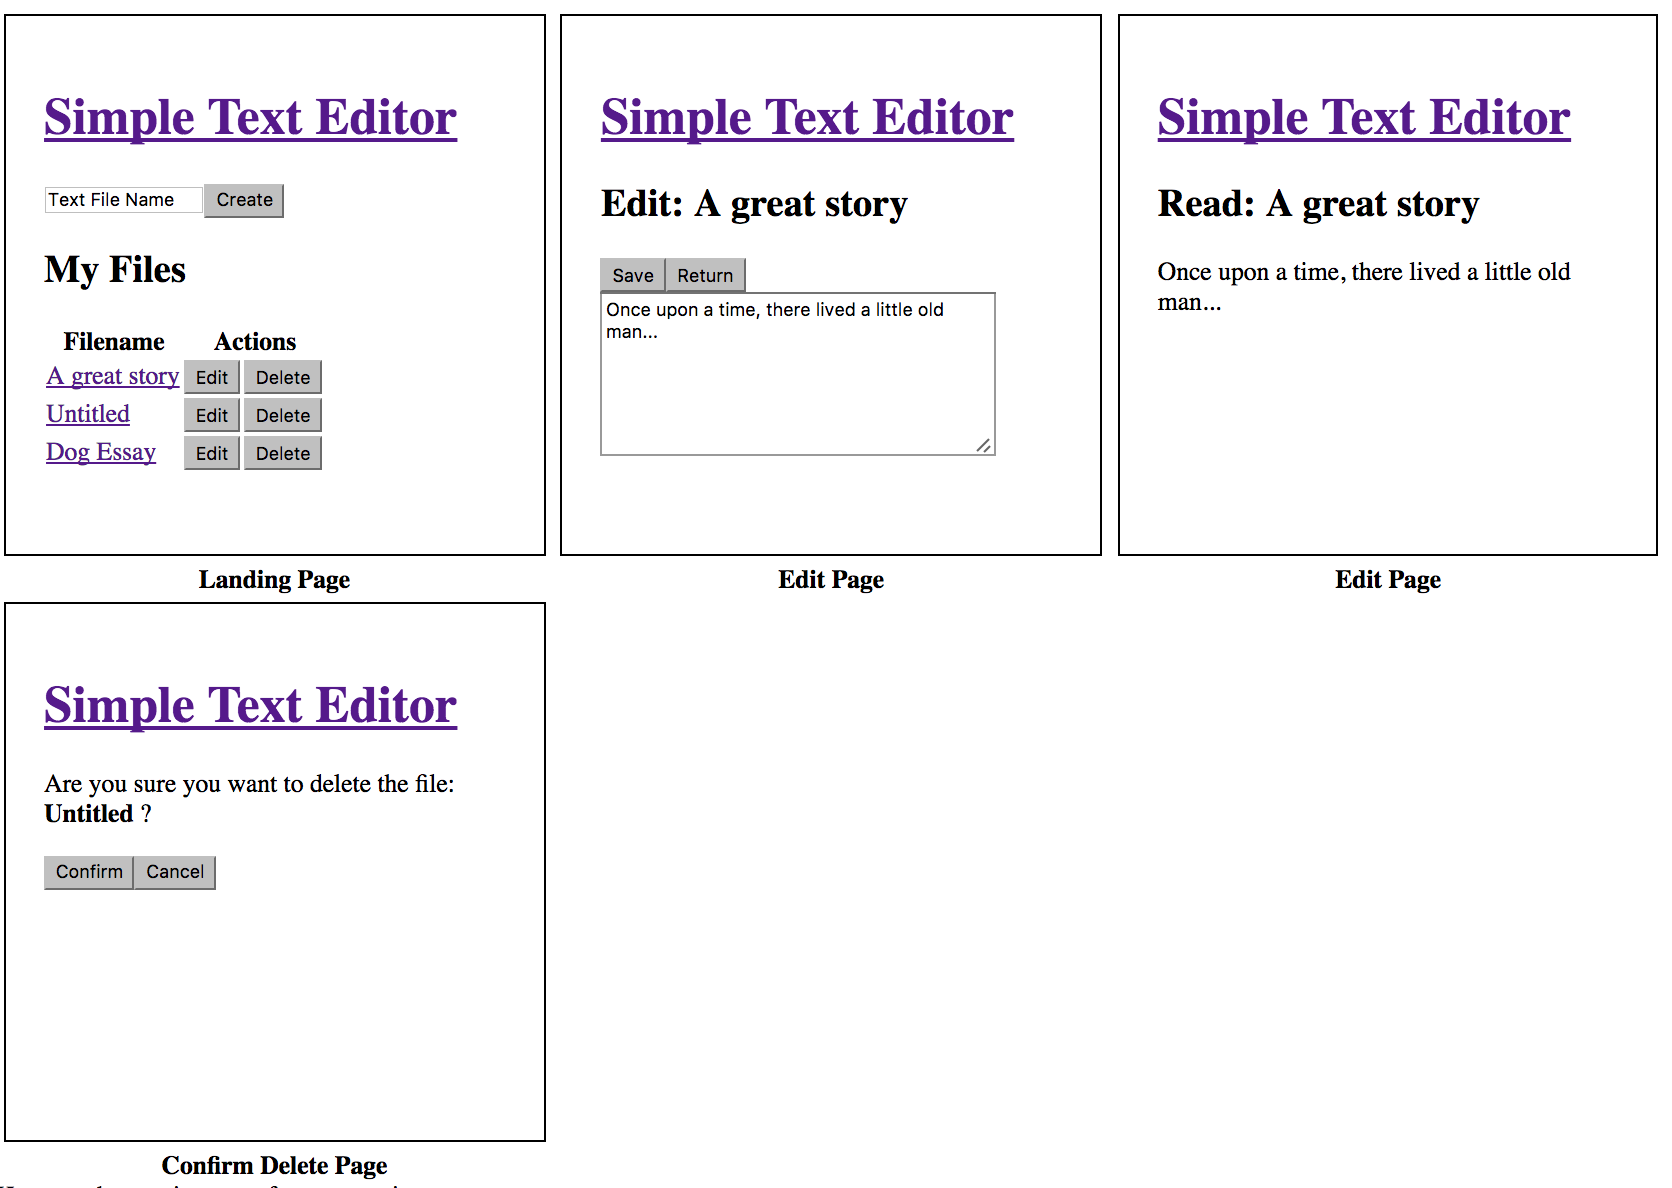 Simple Text Editor
Text File Name Create
My Files
Filename Actions
A great story Edit Delete
Untitled Edit Delete
Dog Essay Edit Delete
Landing Page
Simple Text Editor
Edit: A great story
Save Return
Once upon a time, there lived a little old
man...
Edit Page
Simple Text Editor
Read: A great story
Once upon a time, there lived a little old
man...
Edit Page
Simple Text Editor
Are you sure you want to delete the file:
Untitled ?
Confirm Cancel
Confirm Delete Page